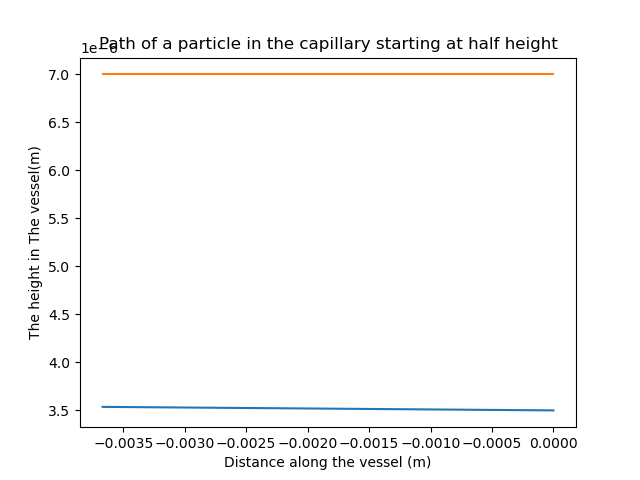 Path of a particle in the capillary starting at half height
7.0
6.5
6.0
5.5
5.0
4.5
4.0
3.5
The height in The vessel(m)
−0.0035 −0.0030 −0.0025 −0.0020 −0.0015 −0.0010 −0.0005 0.0000
Distance along the vessel (m)